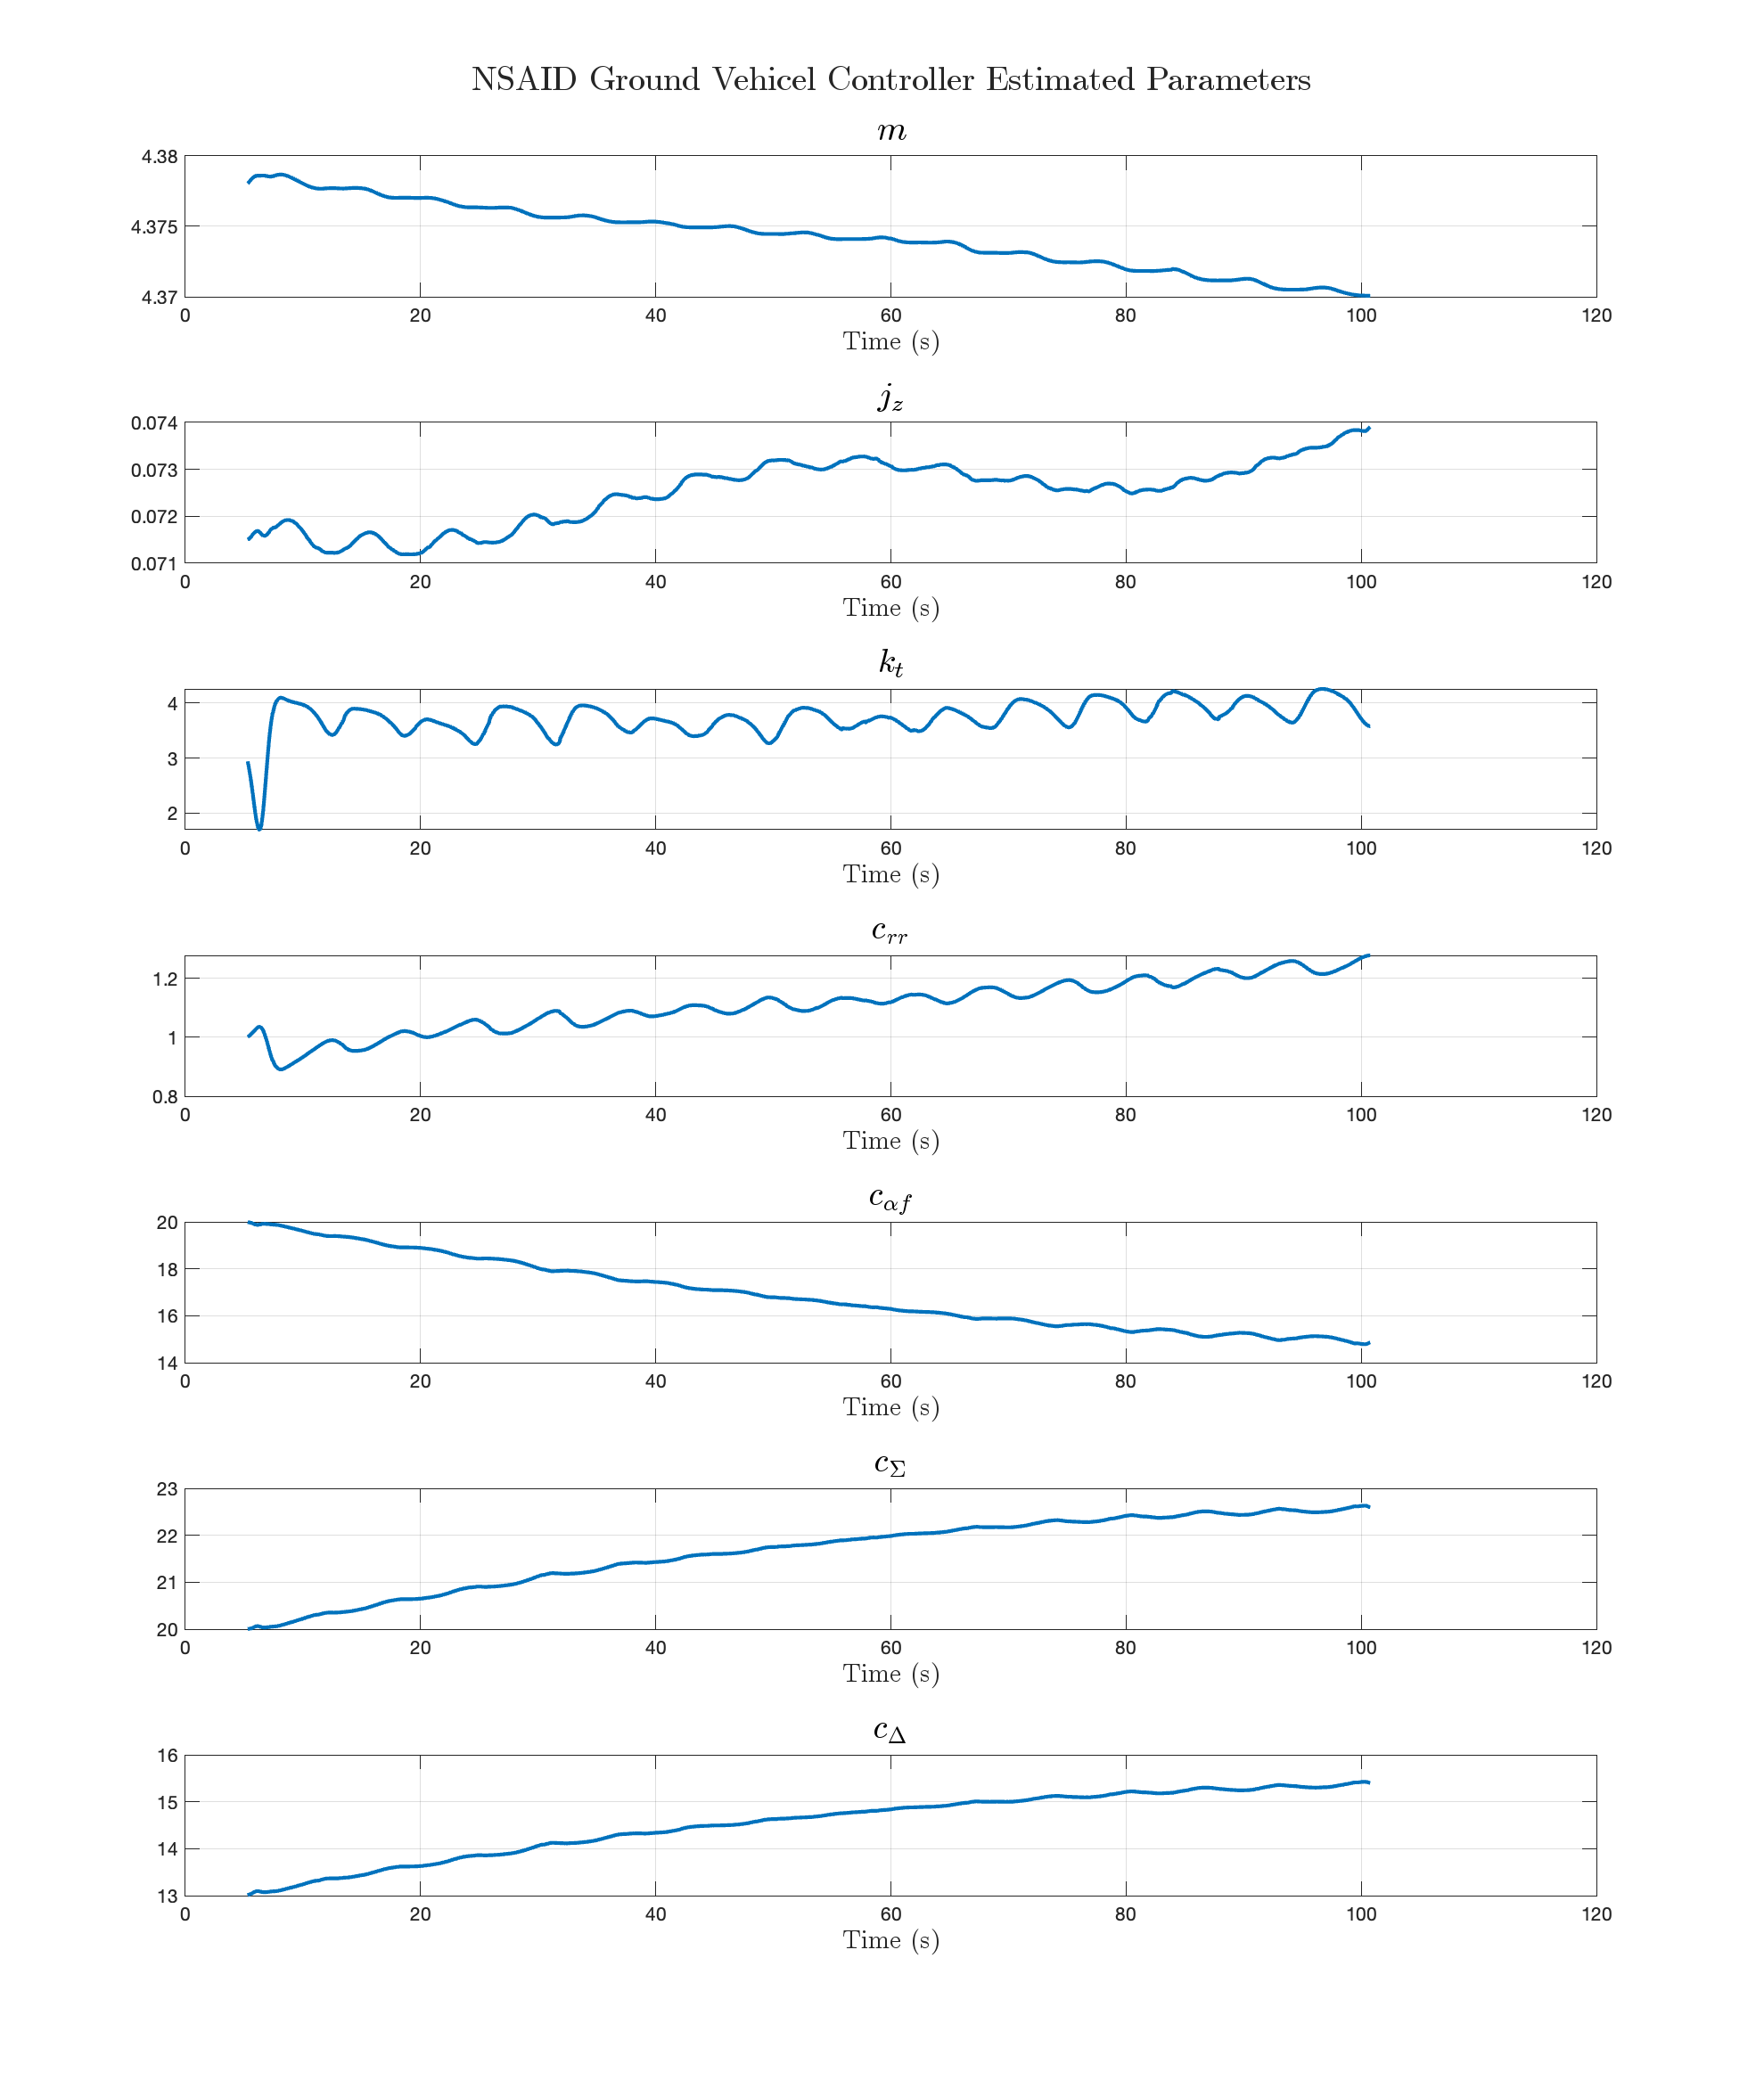 NSAID Ground Vehicel Controller Estimated Parameters
m
4.38
4.375
4.37
0 20 40 60 80 100 120
Time (s)
j_z
0.074
0.073
0.072
0.071
0 20 40 60 80 100 120
Time (s)
k_t
4
3
2
0 20 40 60 80 100 120
Time (s)
c_{rr}
1.2
1
0.8
0 20 40 60 80 100 120
Time (s)
c_{αf}
20
18
16
14
0 20 40 60 80 100 120
Time (s)
c_Σ
23
22
21
20
0 20 40 60 80 100 120
Time (s)
c_Δ
16
15
14
13
0 20 40 60 80 100 120
Time (s)